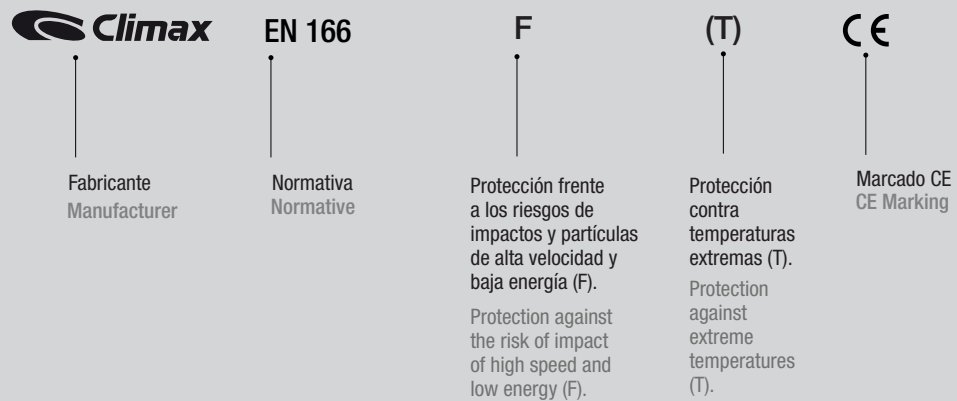 Climax EN 166 F (T) CE
Fabricante
Manufacturer
Normativa
Normative
Protección frente
a los riesgos de
impactos y partículas
de alta velocidad y
baja energía (F).
Protection against
the risk of impact
of high speed and
low energy (F).
Protección
contra
temperaturas
extremas (T).
Protection
against
extreme
temperatures
(T).
Marcado CE
CE Marking